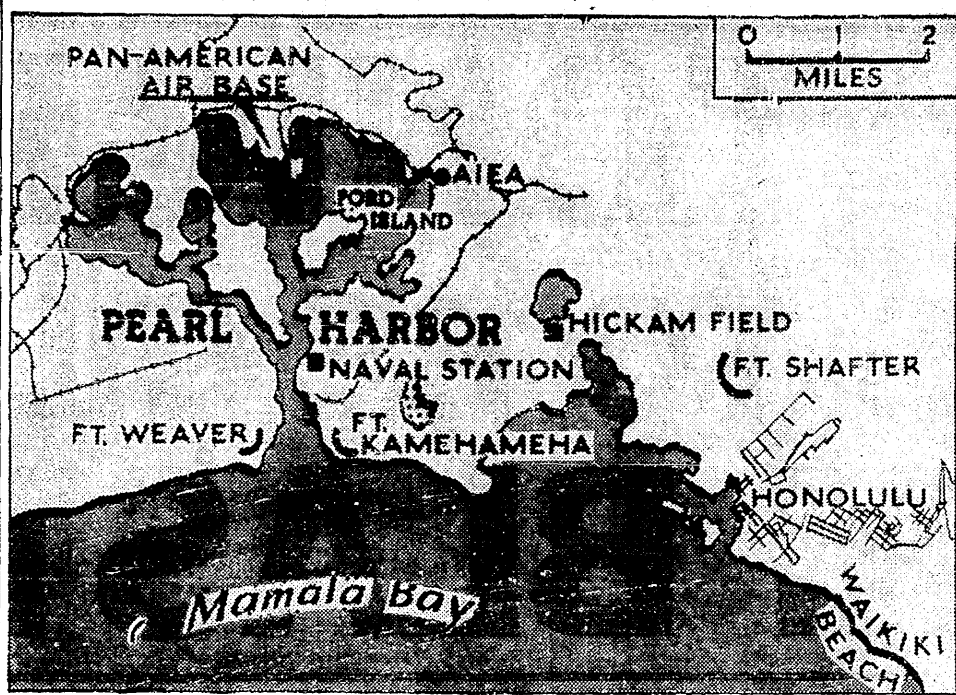 0 1 2
MILES
PAN-AMERICAN
AIR BASE
AIEA
FORD
ISLAND
PEARL HARBOR
HICKAM FIELD
NAVAL STATION
FT. SHAFTER
FT. WEAVER
FT.
KAMEHAMEHA
HONOLULU
Mamala Bay
WAIKIKI
BEACH